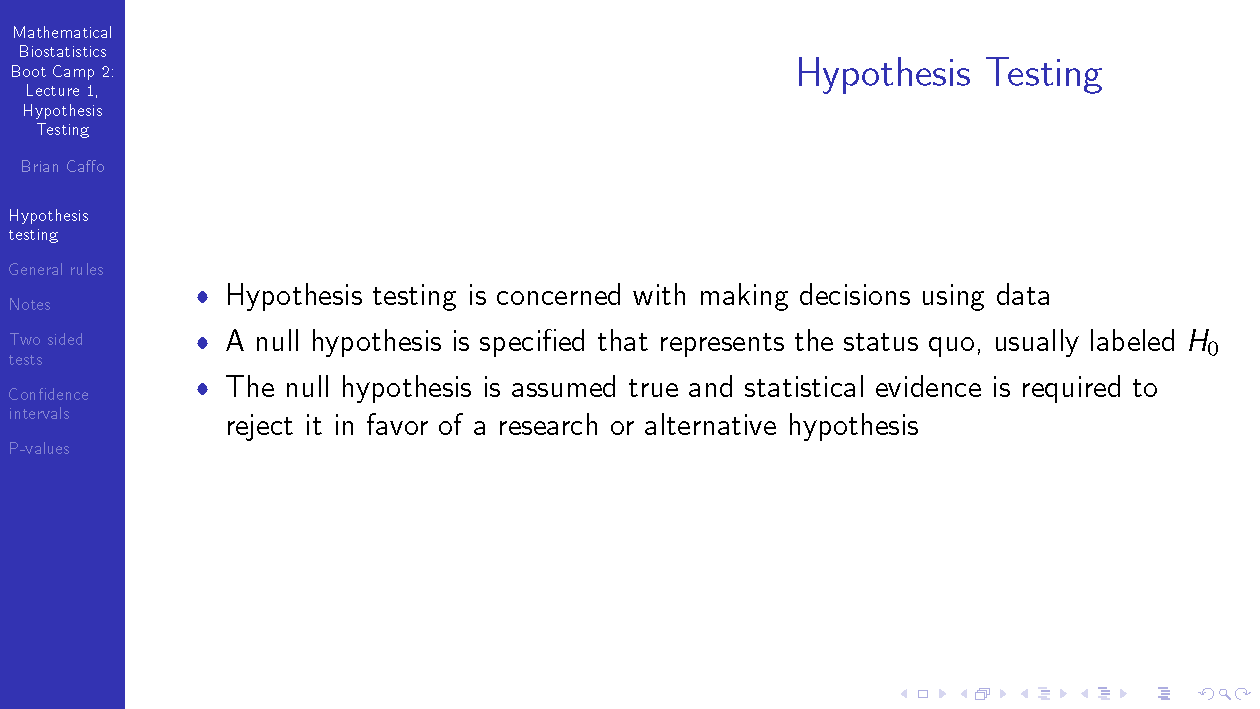 Mathematical
Biostatistics
Boot Camp 2:
Lecture 1,
Hypothesis
Testing
Brian Caffo
Hypothesis
testing
General rules
Notes
Two sided
tests
Confidence
intervals
P-values
Hypothesis Testing
• Hypothesis testing is concerned with making decisions using data
• A null hypothesis is specified that represents the status quo, usually labeled H₀
• The null hypothesis is assumed true and statistical evidence is required to
reject it in favor of a research or alternative hypothesis